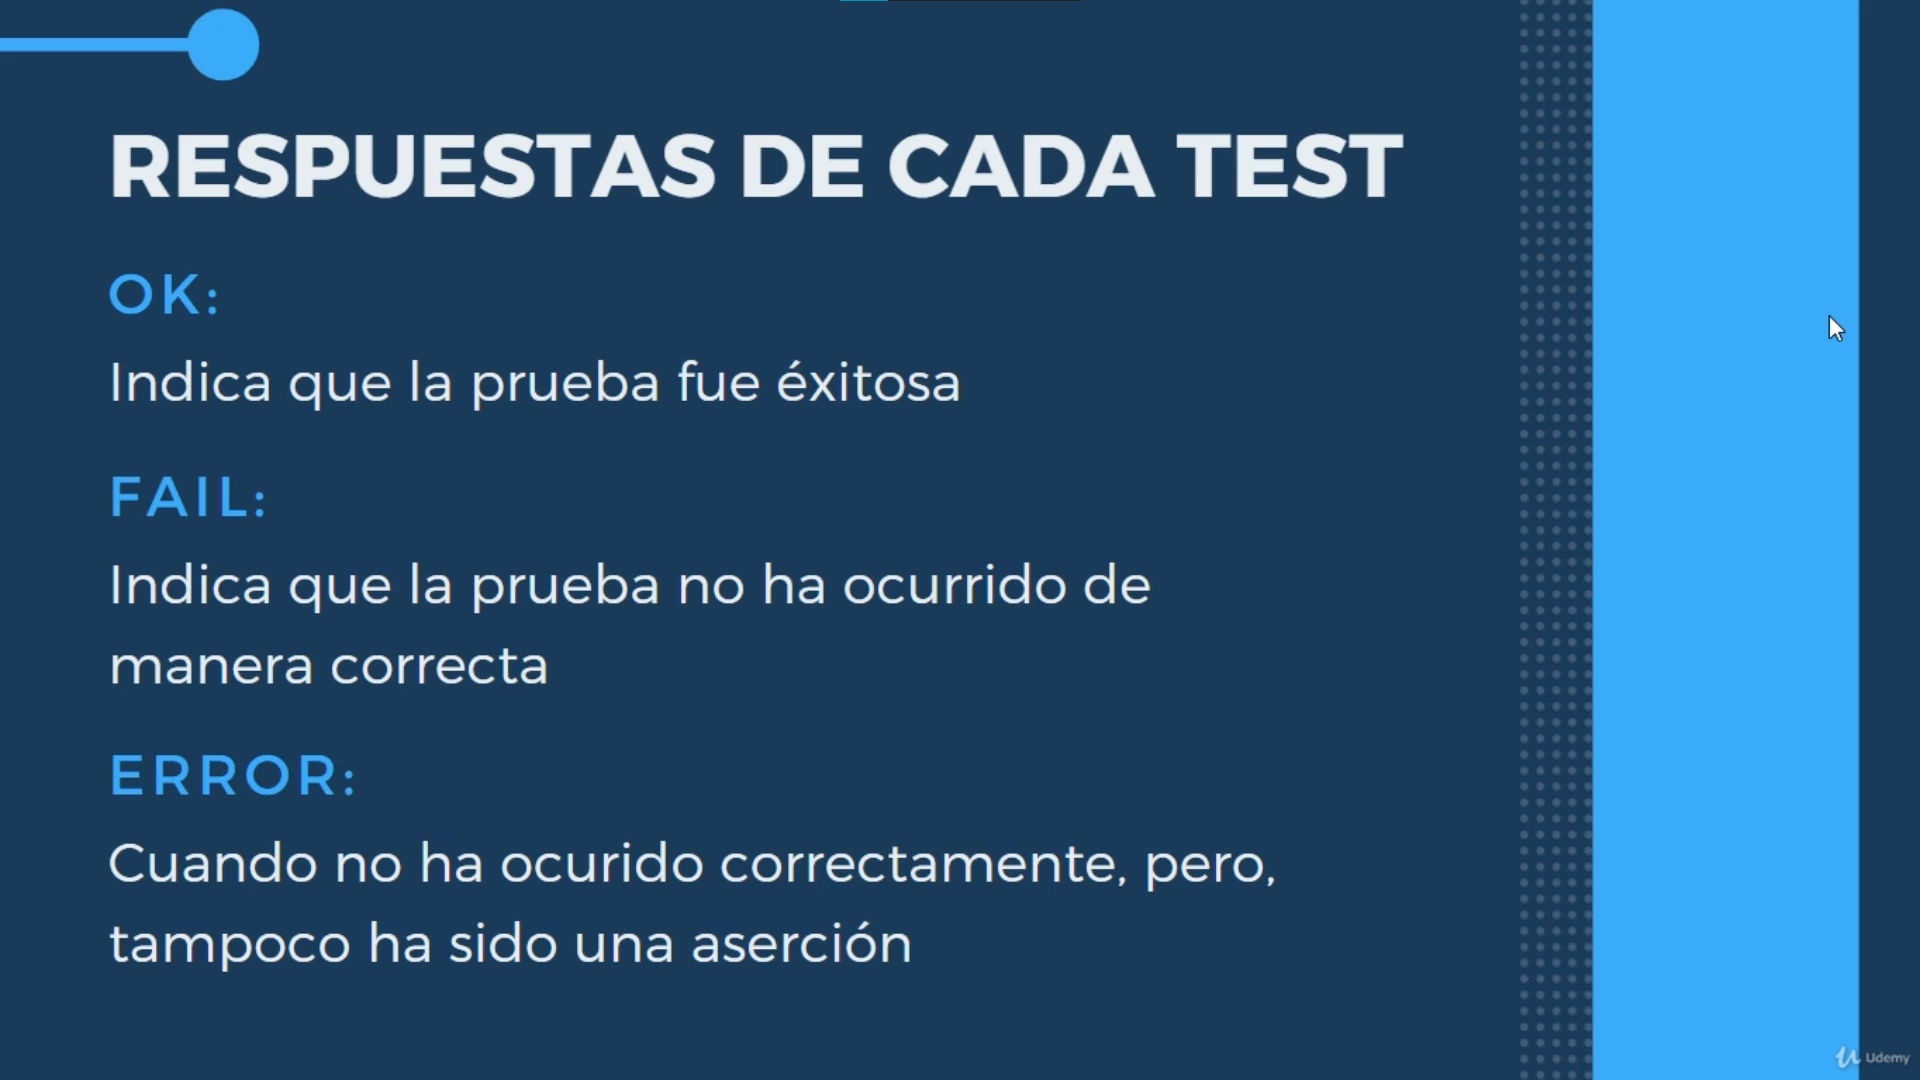 RESPUESTAS DE CADA TEST
OK:
Indica que la prueba fue éxitosa
FAIL:
Indica que la prueba no ha ocurrido de
manera correcta
ERROR:
Cuando no ha ocurido correctamente, pero,
tampoco ha sido una aserción
Udemy